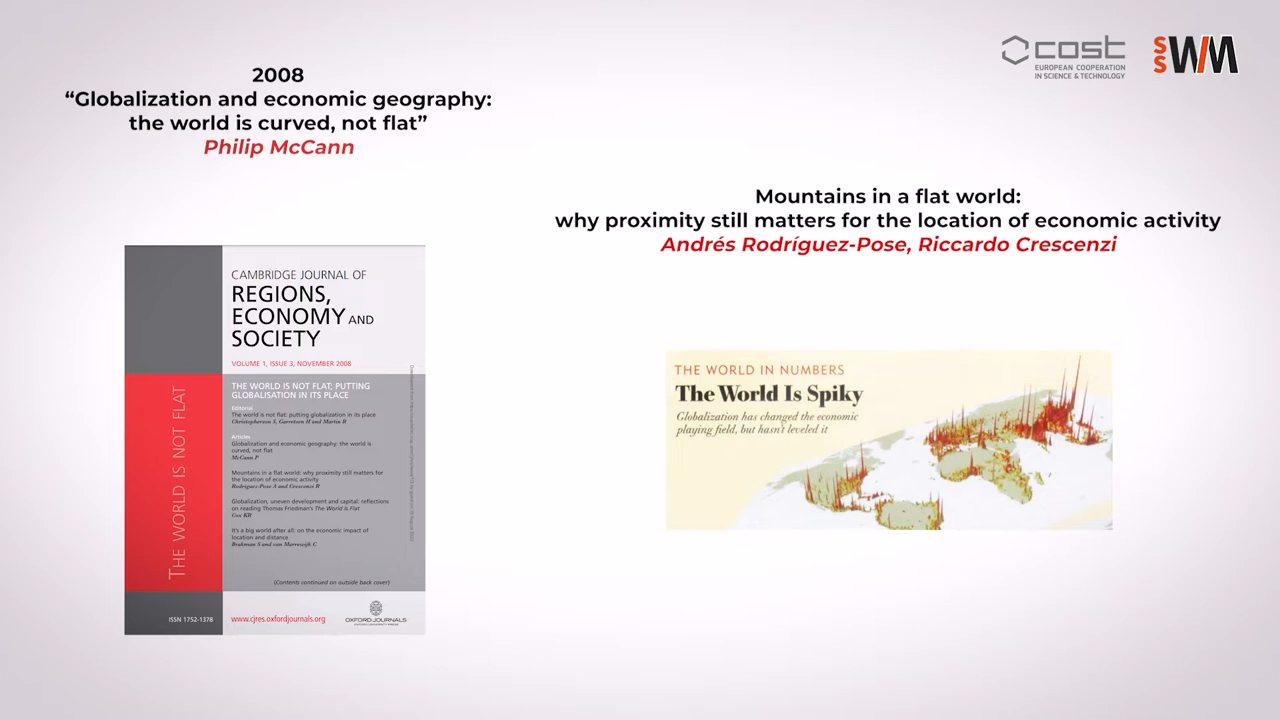 2008
“Globalization and economic geography:
the world is curved, not flat”
Philip McCann
cost
EUROPEAN COOPERATION
IN SCIENCE & TECHNOLOGY
SS WM
Mountains in a flat world:
why proximity still matters for the location of economic activity
Andrés Rodríguez-Pose, Riccardo Crescenzi
CAMBRIDGE JOURNAL OF
REGIONS,
ECONOMY AND
SOCIETY
VOLUME 1, ISSUE 3, NOVEMBER 2008
THE WORLD IS NOT FLAT
THE WORLD IS NOT FLAT; PUTTING
GLOBALISATION IN ITS PLACE
Editorial
The world is not flat: putting globalization in its place
Christopherson S, Garretsen H and Martin R
Articles
Globalization and economic geography: the world is
curved, not flat
McCann P
Mountains in a flat world: why proximity still matters for
the location of economic activity
Rodríguez-Pose A and Crescenzi R
Globalization, uneven development and capital: reflections
on reading Thomas Friedman's The World Is Flat
Cox KR
It's a big world after all: on the economic impact of
location and distance
Brakman S and van Marrewijk C
(Contents continued on outside back cover)
ISSN 1752-1378
www.cjres.oxfordjournals.org
OXFORD JOURNALS
OXFORD UNIVERSITY PRESS
THE WORLD IN NUMBERS
The World Is Spiky
Globalization has changed the economic
playing field, but hasn't leveled it